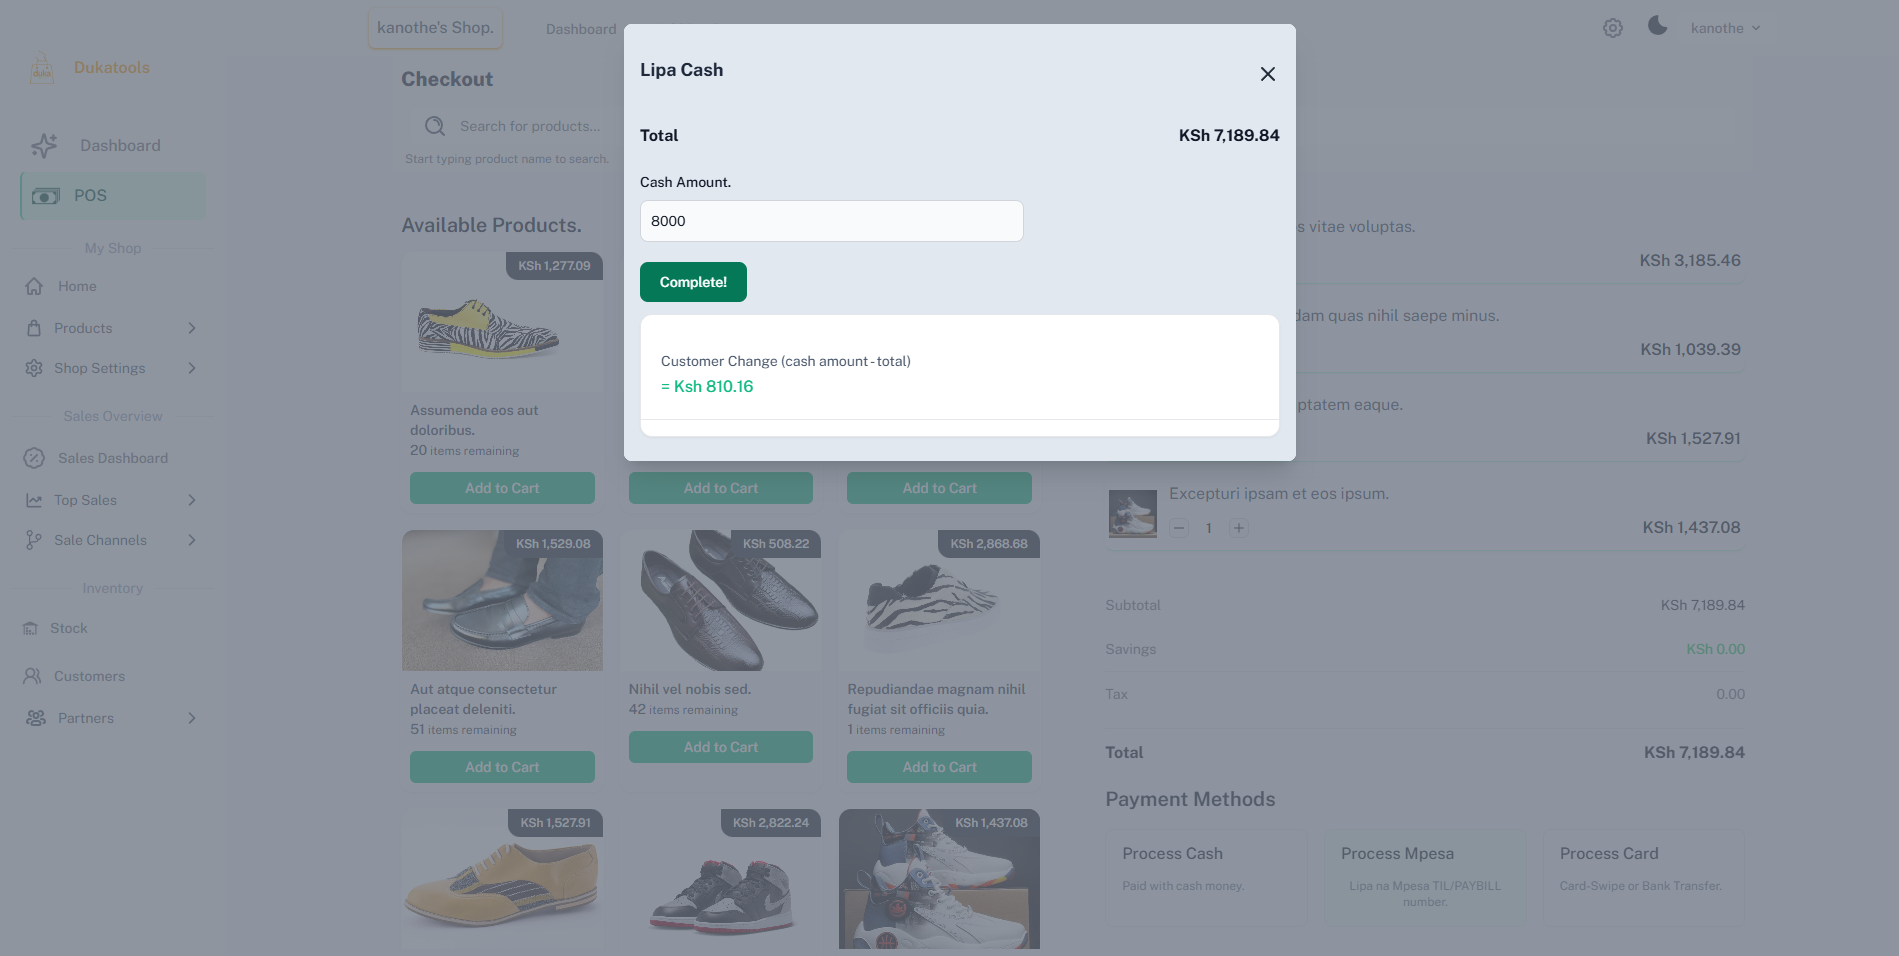 kanothe's Shop.
Dashboard
kanothe
duka
Dukatools
Dashboard
POS
My Shop
Home
Products
Shop Settings
Sales Overview
Sales Dashboard
Top Sales
Sale Channels
Inventory
Stock
Customers
Partners
Checkout
Search for products...
Start typing product name to search.
Available Products.
KSh 1,277.09
Assumenda eos aut
doloribus.
20 items remaining
Add to Cart
Add to Cart
Add to Cart
KSh 1,529.08
Aut atque consectetur
placeat deleniti.
51 items remaining
Add to Cart
KSh 508.22
Nihil vel nobis sed.
42 items remaining
Add to Cart
KSh 2,868.68
Repudiandae magnam nihil
fugiat sit officiis quia.
1 items remaining
Add to Cart
KSh 1,527.91
KSh 2,822.24
KSh 1,437.08
Lipa Cash
Total
KSh 7,189.84
Cash Amount.
8000
Complete!
Customer Change (cash amount - total)
= Ksh 810.16
vitae voluptas.
KSh 3,185.46
quas nihil saepe minus.
KSh 1,039.39
eaque.
KSh 1,527.91
Excepturi ipsam et eos ipsum.
1
KSh 1,437.08
Subtotal
KSh 7,189.84
Savings
KSh 0.00
Tax
0.00
Total
KSh 7,189.84
Payment Methods
Process Cash
Paid with cash money.
Process Mpesa
Lipa na Mpesa TIL/PAYBILL
number.
Process Card
Card-Swipe or Bank Transfer.